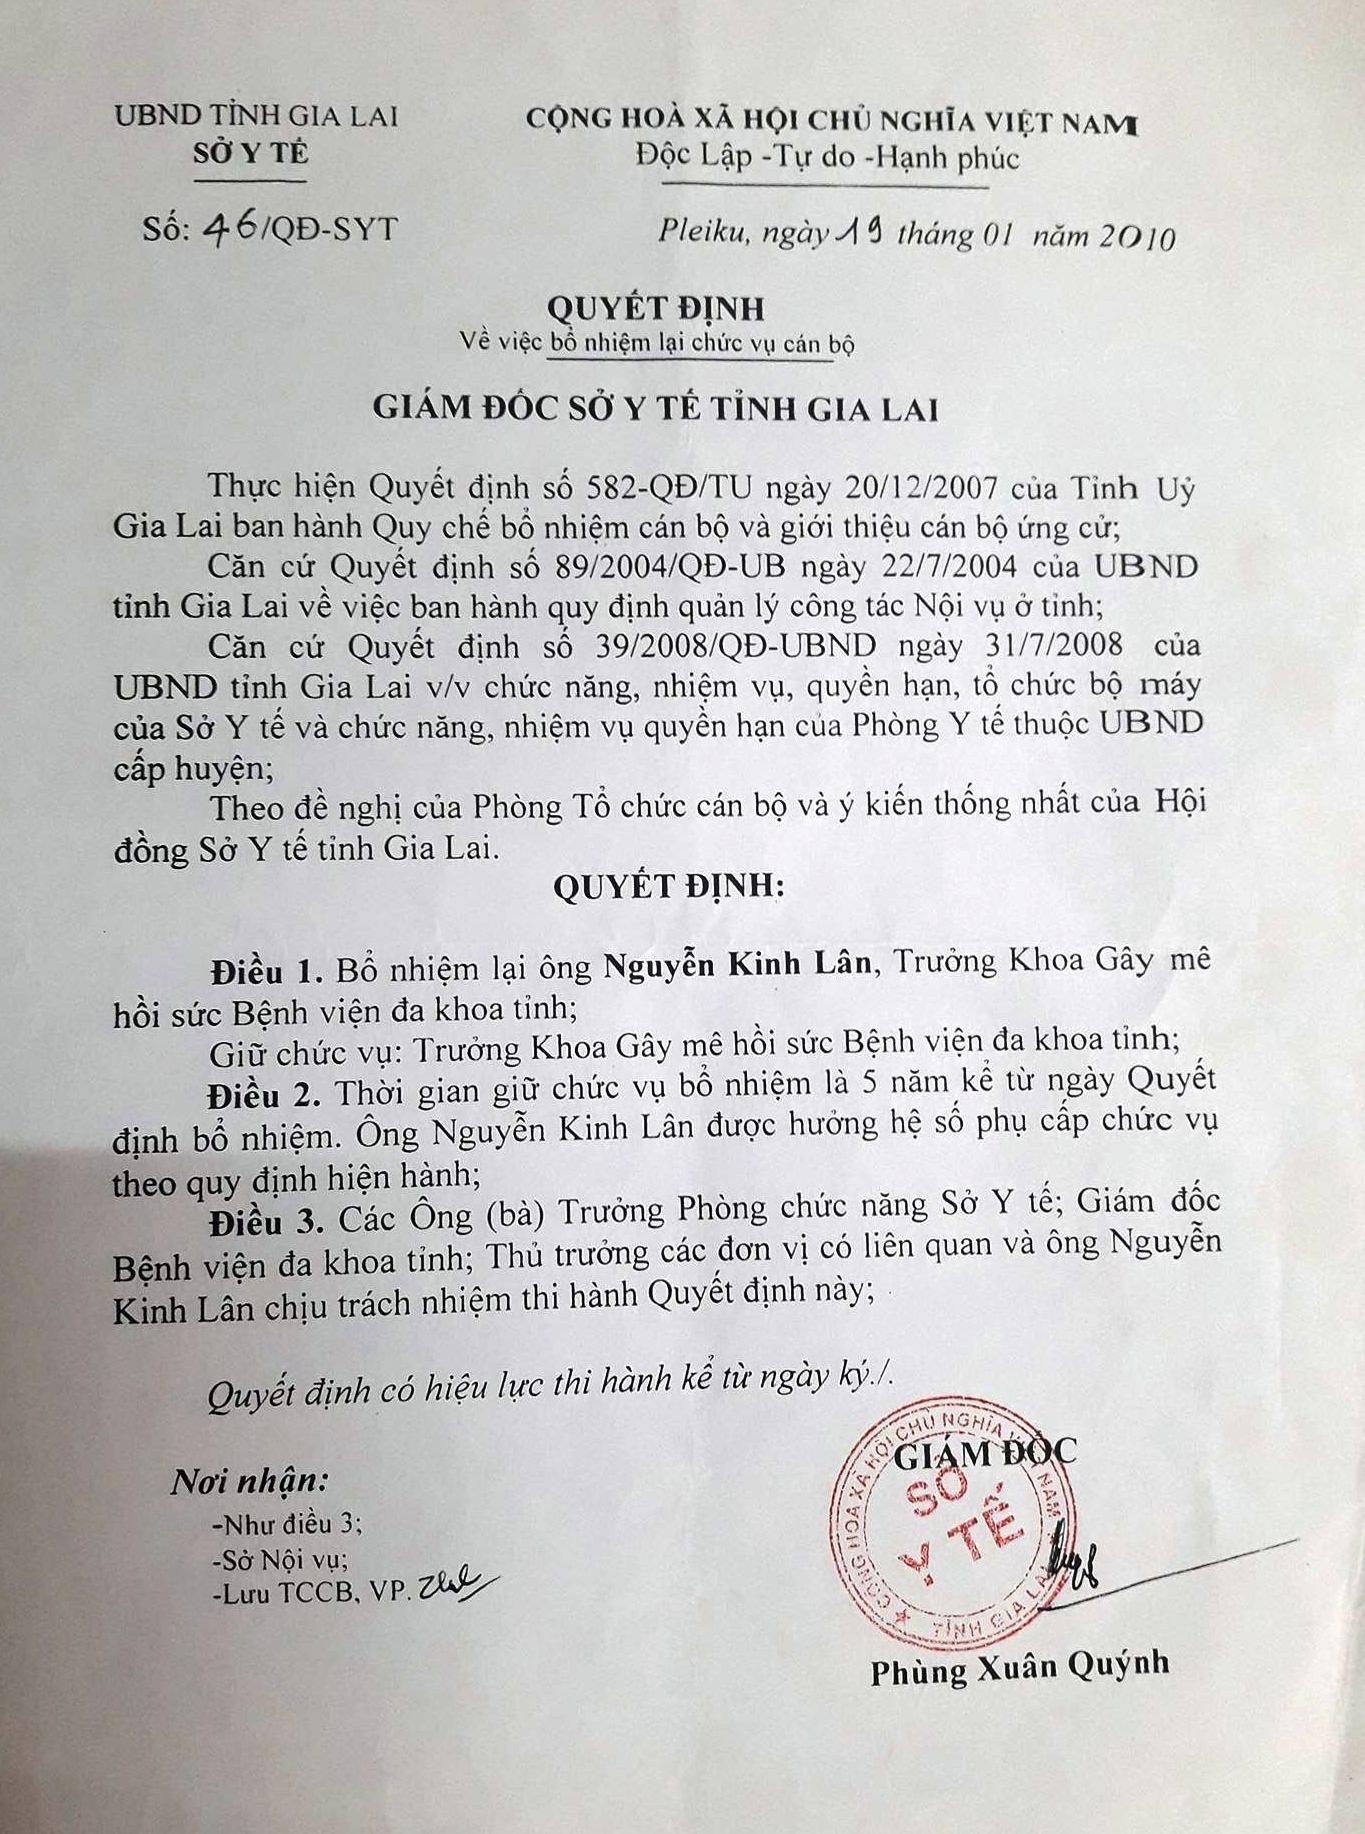 UBND TỈNH GIA LAI
SỞ Y TẾ
CỘNG HOÀ XÃ HỘI CHỦ NGHĨA VIỆT NAM
Độc Lập -Tự do -Hạnh phúc
Số: 46/QĐ-SYT
Pleiku, ngày 19 tháng 01 năm 2010
QUYẾT ĐỊNH
Về việc bổ nhiệm lại chức vụ cán bộ
GIÁM ĐỐC SỞ Y TẾ TỈNH GIA LAI
Thực hiện Quyết định số 582-QĐ/TU ngày 20/12/2007 của Tỉnh Uỷ
Gia Lai ban hành Quy chế bổ nhiệm cán bộ và giới thiệu cán bộ ứng cử;
Căn cứ Quyết định số 89/2004/QĐ-UB ngày 22/7/2004 của UBND
tỉnh Gia Lai về việc ban hành quy định quản lý công tác Nội vụ ở tỉnh;
Căn cứ Quyết định số 39/2008/QĐ-UBND ngày 31/7/2008 của
UBND tỉnh Gia Lai v/v chức năng, nhiệm vụ, quyền hạn, tổ chức bộ máy
của Sở Y tế và chức năng, nhiệm vụ quyền hạn của Phòng Y tế thuộc UBND
cấp huyện;
Theo đề nghị của Phòng Tổ chức cán bộ và ý kiến thống nhất của Hội
đồng Sở Y tế tỉnh Gia Lai.
QUYẾT ĐỊNH:
Điều 1. Bổ nhiệm lại ông Nguyễn Kinh Lân, Trưởng Khoa Gây mê
hồi sức Bệnh viện đa khoa tỉnh;
Giữ chức vụ: Trưởng Khoa Gây mê hồi sức Bệnh viện đa khoa tỉnh;
Điều 2. Thời gian giữ chức vụ bổ nhiệm là 5 năm kể từ ngày Quyết
định bổ nhiệm. Ông Nguyễn Kinh Lân được hưởng hệ số phụ cấp chức vụ
theo quy định hiện hành;
Điều 3. Các Ông (bà) Trưởng Phòng chức năng Sở Y tế; Giám đốc
Bệnh viện đa khoa tỉnh; Thủ trưởng các đơn vị có liên quan và ông Nguyễn
Kinh Lân chịu trách nhiệm thi hành Quyết định này;
Quyết định có hiệu lực thi hành kể từ ngày ký./.
Nơi nhận:
-Như điều 3;
-Sở Nội vụ;
-Lưu TCCB, VP.
GIÁM ĐỐC
CỘNG HOÀ XÃ HỘI CHỦ NGHĨA VIỆT NAM
SỞ
Y TẾ
TỈNH GIA LAI
Phùng Xuân Quýnh